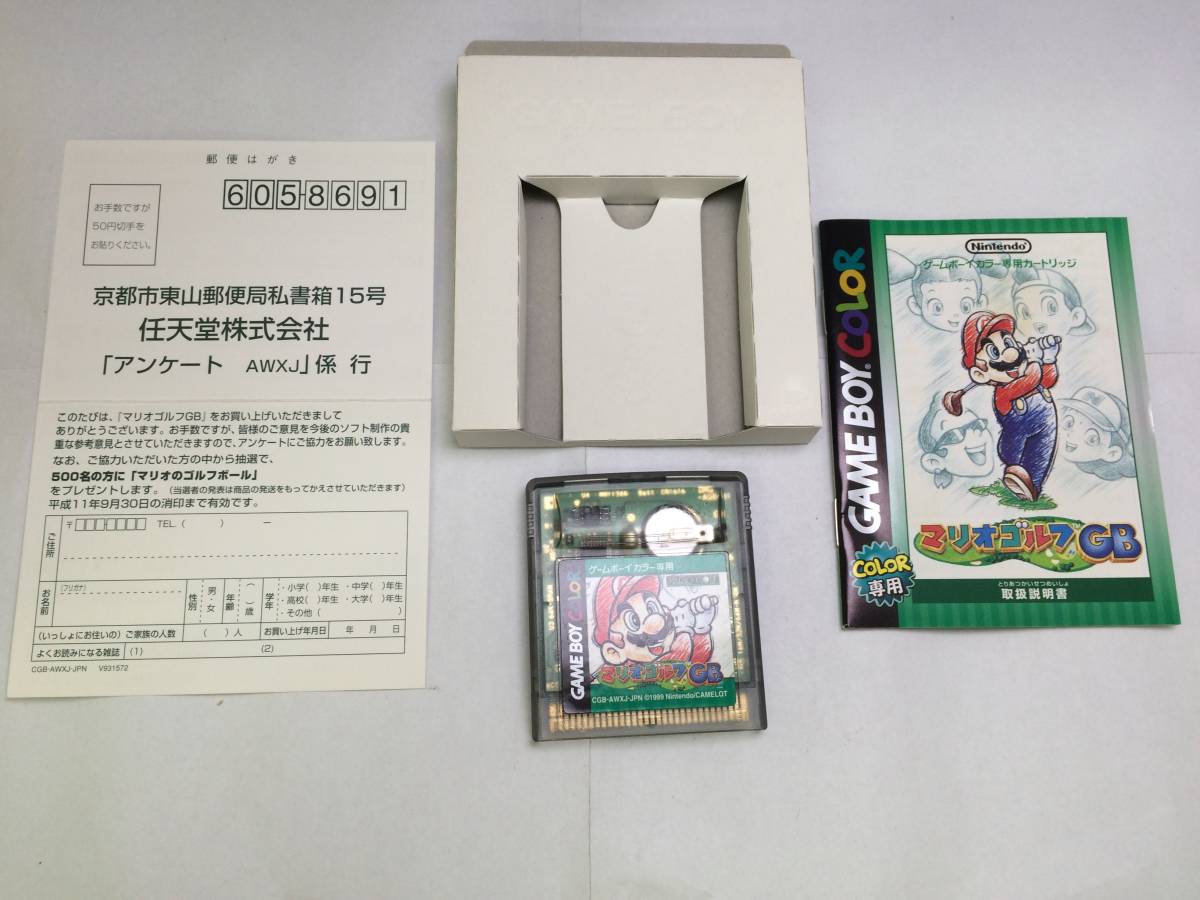 郵便はがき
605-8691
お手数ですが
50円切手を
お貼りください。
京都市東山郵便局私書箱15号
任天堂株式会社
「アンケート AWXJ」係 行
このたびは、『マリオゴルフGB』をお買い上げいただきまして
ありがとうございます。お手数ですが、皆様のご意見を今後のソフト制作の貴
重な参考意見とさせていただきますので、アンケートにご協力をお願い致します。
なお、ご協力いただいた方の中から抽選で、
500名の方に「マリオのゴルフボール」
をプレゼントします。(当選者の発表は商品の発送をもってかえさせていただきます)
平成11年9月30日の消印まで有効です。
ご住所
〒 TEL. ( ) −
お名前
(フリガナ)
性別
男・女
年齢
( )歳
学年
・小学( )年生 ・中学( )年生
・高校( )年生 ・大学( )年生
・その他( )
(いっしょにお住いの)ご家族の人数 ( )人 お買い上げ年月日 年 月 日
よくお読みになる雑誌 (1) (2)
CGB-AWXJ-JPN V931572
GAME BOY
ゲームボーイカラー専用
GAME BOY COLOR
マリオゴルフGB
CGB-AWXJ-JPN ©1999 Nintendo/CAMELOT
Nintendo
ゲームボーイカラー専用カートリッジ
GAME BOY COLOR
マリオゴルフGB
COLOR
専用
とりあつかいせつめいしょ
取扱説明書